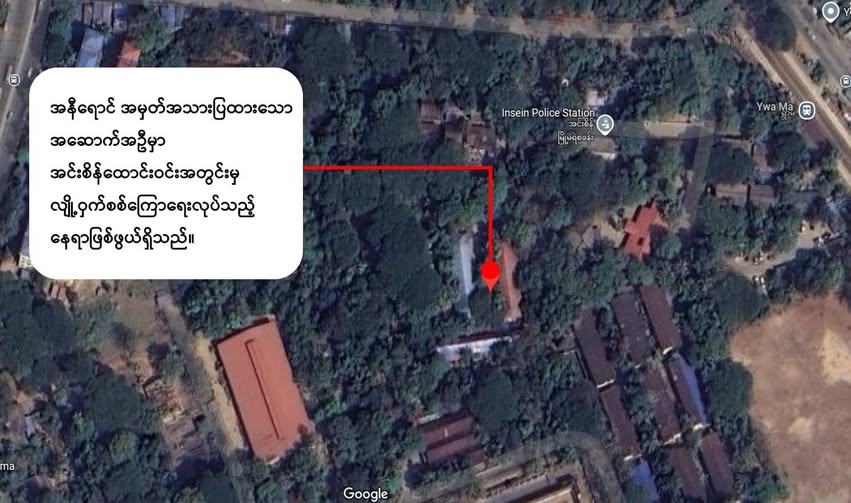 အနီရောင် အမှတ်အသားပြထားသော
အဆောက်အဦမှာ
အင်းစိန်ထောင်းဝင်းအတွင်းမှ
လျှို့ဝှက်စစ်ကြောရေးလုပ်သည့်
နေရာဖြစ်ဖွယ်ရှိသည်။
Insein Police Station
အင်းစိန်
မြို့မရဲစခန်း
Ywa Ma
ရွာမ
ma
Google